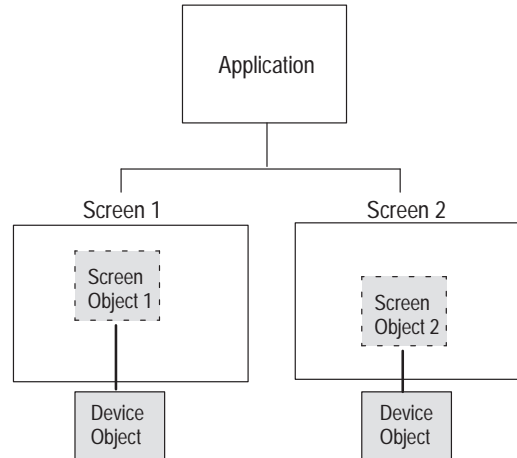 Application
Screen 1
Screen 2
Screen
Object 1
Screen
Object 2
Device
Object
Device
Object